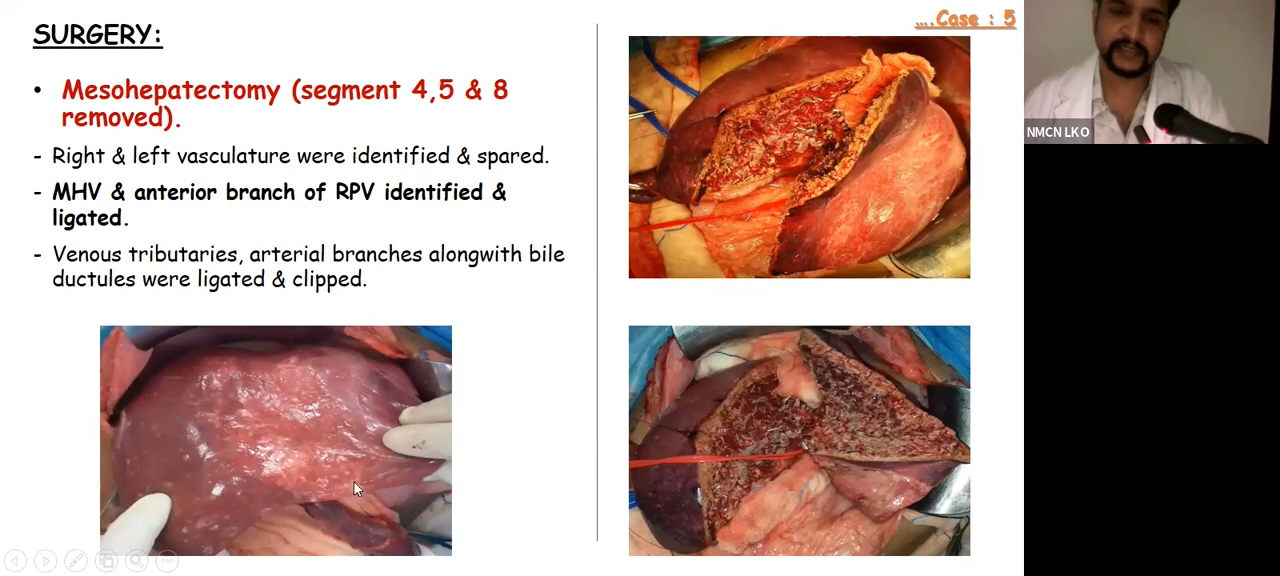 SURGERY:
….Case : 5
• Mesohepatectomy (segment 4,5 & 8
removed).
- Right & left vasculature were identified & spared.
- MHV & anterior branch of RPV identified &
ligated.
- Venous tributaries, arterial branches alongwith bile
ductules were ligated & clipped.
NMCN LKO